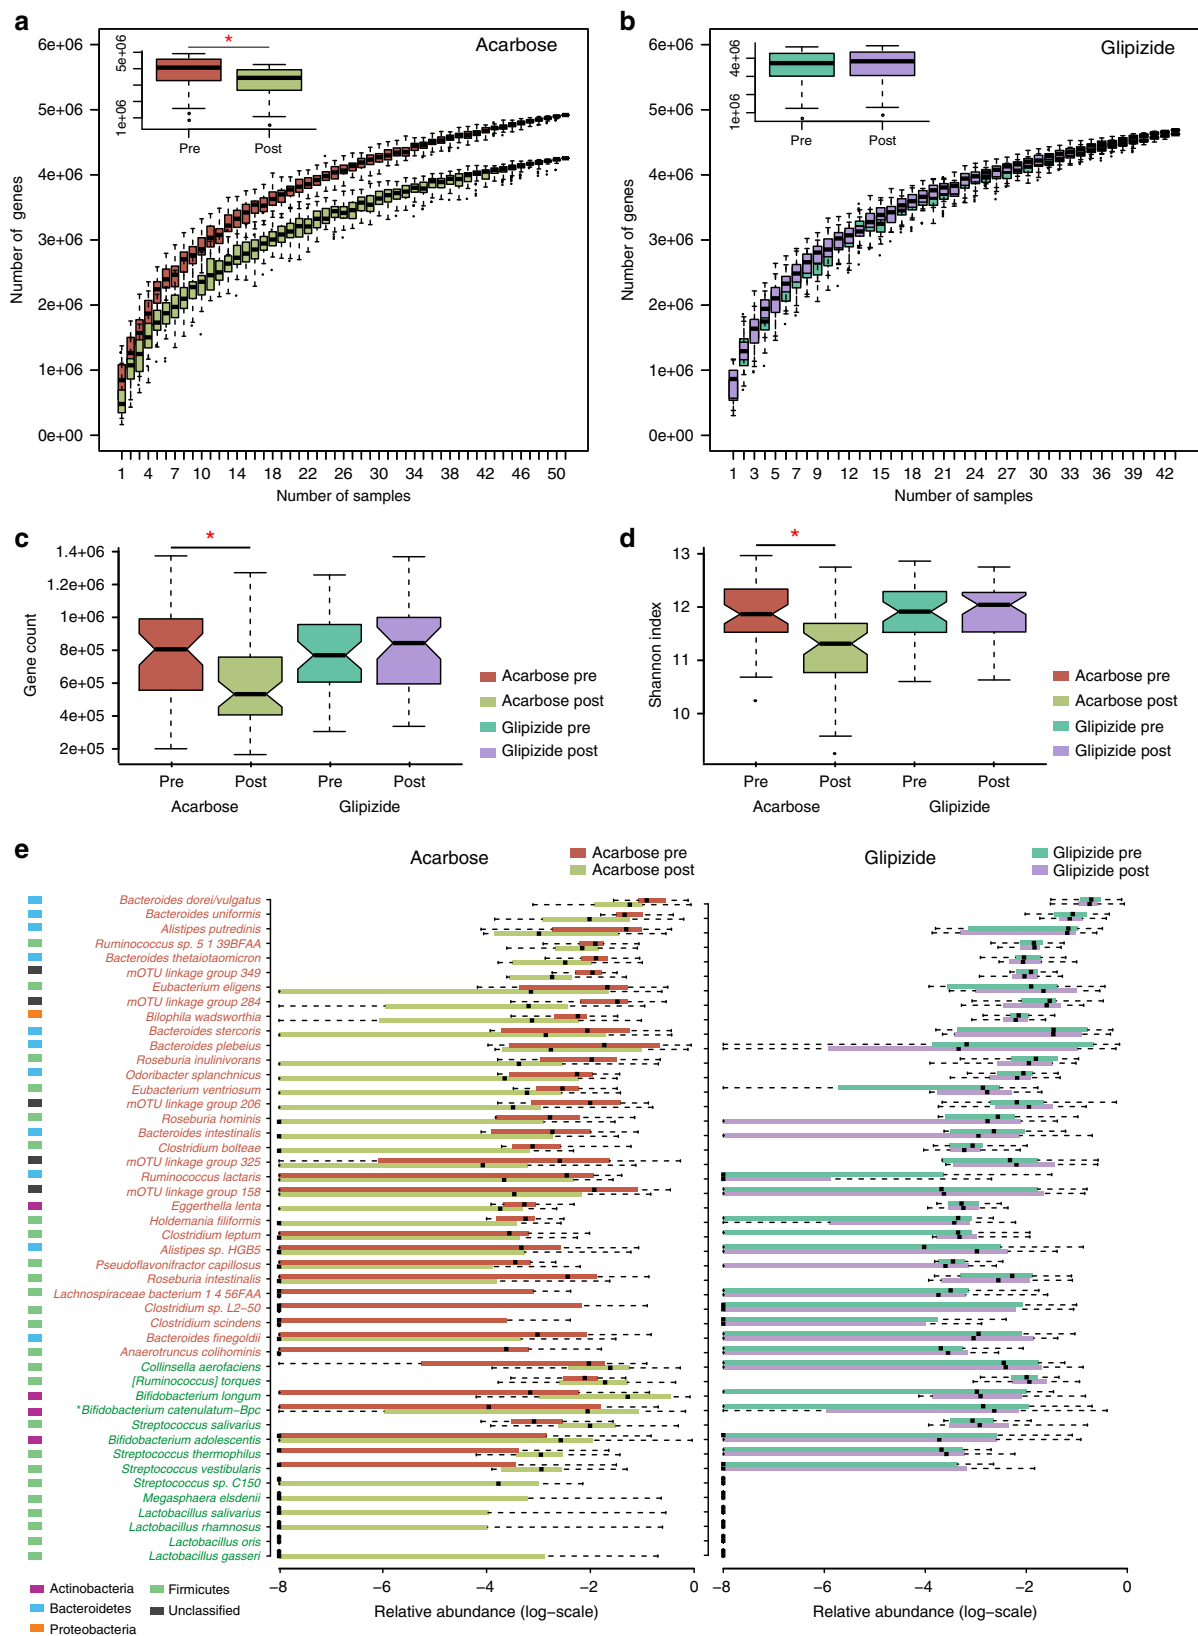 a
Acarbose
6e+06
5e+06
4e+06
3e+06
2e+06
1e+06
0e+00
Number of genes
5e+06
1e+06
*
Pre Post
1 4 7 10 14 18 22 26 30 34 38 42 46 50
Number of samples
b
Glipizide
6e+06
5e+06
4e+06
3e+06
2e+06
1e+06
0e+00
Number of genes
4e+06
1e+06
Pre Post
1 3 5 7 9 12 15 18 21 24 27 30 33 36 39 42
Number of samples
c
1.4+06
1.2e+06
1e+06
8e+05
6e+05
4e+05
2e+05
Gene count
*
Pre Post Pre Post
Acarbose Glipizide
Acarbose pre
Acarbose post
Glipizide pre
Glipizide post
d
13
12
11
10
Shannon index
*
Pre Post Pre Post
Acarbose Glipizide
Acarbose pre
Acarbose post
Glipizide pre
Glipizide post
e
Acarbose
Acarbose pre
Acarbose post
Glipizide
Glipizide pre
Glipizide post
Bacteroides dorei/vulgatus
Bacteroides uniformis
Alistipes putredinis
Ruminococcus sp. 5 1 39BFAA
Bacteroides thetaiotaomicron
mOTU linkage group 349
Eubacterium eligens
mOTU linkage group 284
Bilophila wadsworthia
Bacteroides stercoris
Bacteroides plebeius
Roseburia inulinivorans
Odoribacter splanchnicus
Eubacterium ventriosum
mOTU linkage group 206
Roseburia hominis
Bacteroides intestinalis
Clostridium bolteae
mOTU linkage group 325
Ruminococcus lactaris
mOTU linkage group 158
Eggerthella lenta
Holdemania filiformis
Clostridium leptum
Alistipes sp. HGB5
Pseudoflavonifractor capillosus
Roseburia intestinalis
Lachnospiraceae bacterium 1 4 56FAA
Clostridium sp. L2-50
Clostridium scindens
Bacteroides finegoldii
Anaerotruncus colihominis
Collinsella aerofaciens
[Ruminococcus] torques
Bifidobacterium longum
*Bifidobacterium catenulatum-Bpc
Streptococcus salivarius
Bifidobacterium adolescentis
Streptococcus thermophilus
Streptococcus vestibularis
Streptococcus sp. C150
Megasphaera elsdenii
Lactobacillus salivarius
Lactobacillus rhamnosus
Lactobacillus oris
Lactobacillus gasseri
−8 −6 −4 −2 0
Relative abundance (log−scale)
−8 −6 −4 −2 0
Relative abundance (log−scale)
Actinobacteria
Bacteroidetes
Proteobacteria
Firmicutes
Unclassified